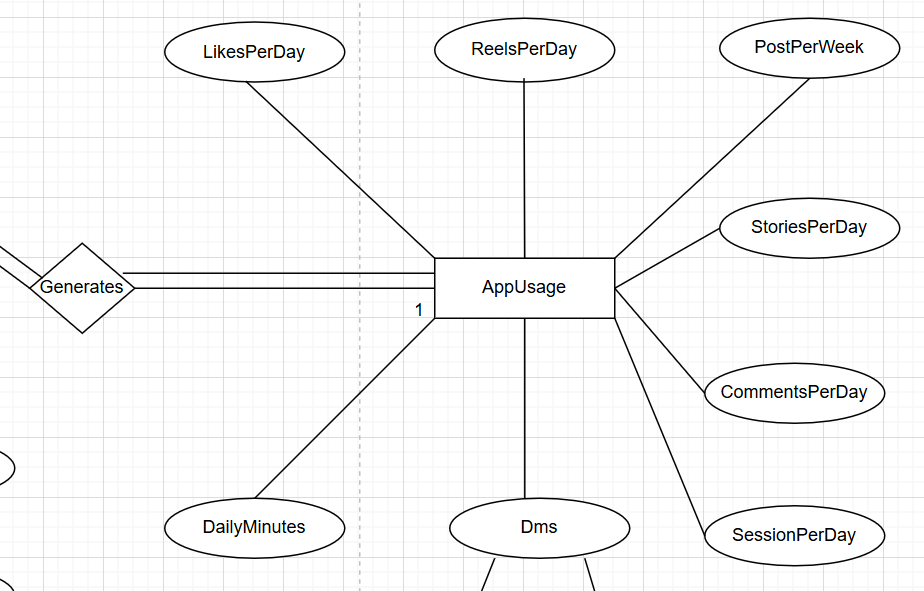 LikesPerDay
ReelsPerDay
PostPerWeek
StoriesPerDay
Generates
AppUsage
1
CommentsPerDay
DailyMinutes
Dms
SessionPerDay